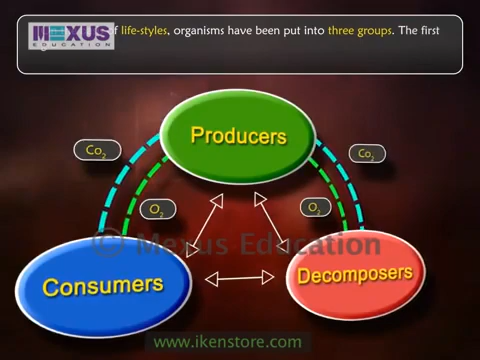 MEXUS
EDUCATION
f life-styles, organisms have been put into three groups. The first
Producers
Co2
Co2
O2
O2
© Mexus Education
Consumers
Decomposers
www.ikenstore.com